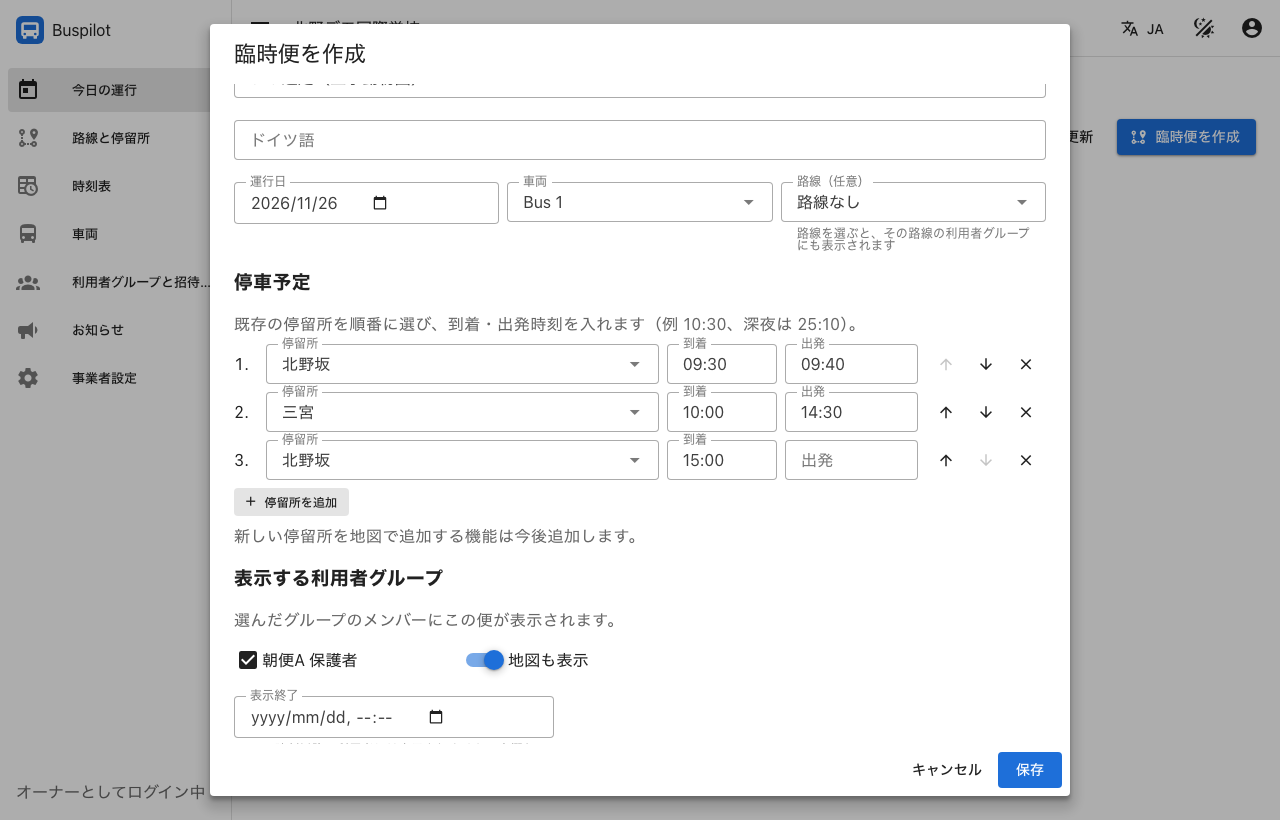 Buspilot
JA
臨時便を作成
今日の運行
路線と停留所
時刻表
車両
利用者グループと招待...
お知らせ
事業者設定
オーナーとしてログイン中
更新
臨時便を作成
ドイツ語
運行日
2026/11/26
車両
Bus 1
路線（任意）
路線なし
路線を選ぶと、その路線の利用者グループ
にも表示されます
停車予定
既存の停留所を順番に選び、到着・出発時刻を入れます（例 10:30、深夜は 25:10）。
1.
停留所
北野坂
到着
09:30
出発
09:40
2.
停留所
三宮
到着
10:00
出発
14:30
3.
停留所
北野坂
到着
15:00
出発
停留所を追加
新しい停留所を地図で追加する機能は今後追加します。
表示する利用者グループ
選んだグループのメンバーにこの便が表示されます。
朝便A 保護者
地図も表示
表示終了
yyyy/mm/dd, --:--
キャンセル
保存